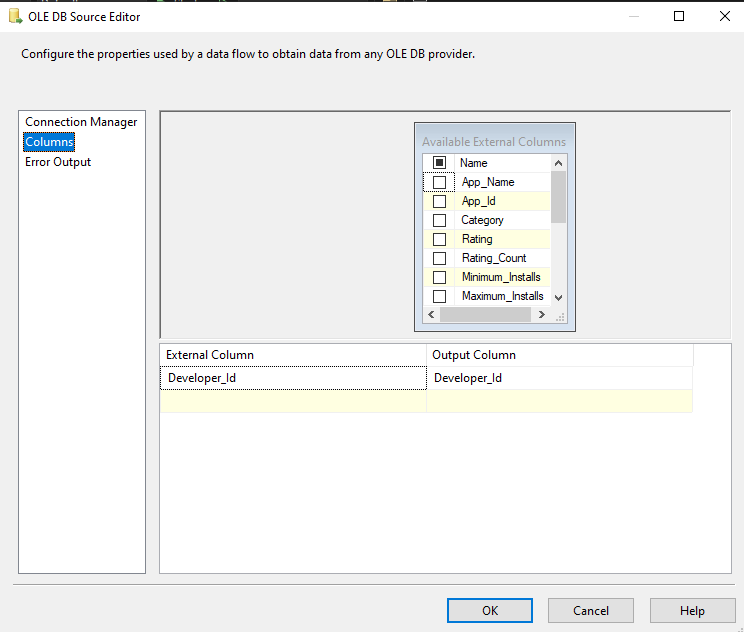 OLE DB Source Editor
Configure the properties used by a data flow to obtain data from any OLE DB provider.
Connection Manager
Columns
Error Output
Available External Columns
Name
App_Name
App_Id
Category
Rating
Rating_Count
Minimum_Installs
Maximum_Installs
External Column Output Column
Developer_Id Developer_Id
OK Cancel Help